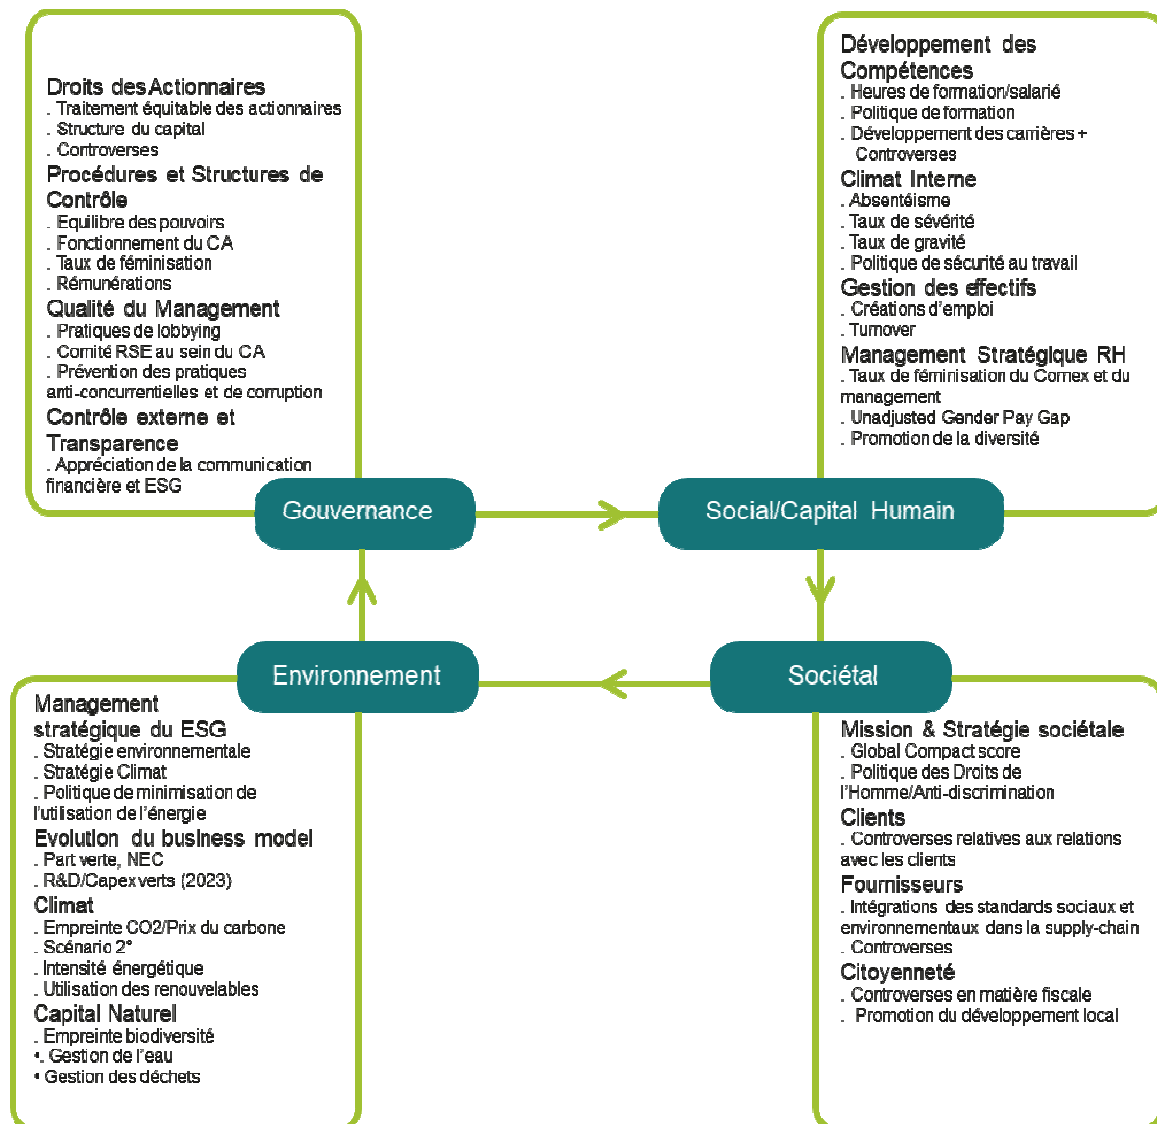 Droits des Actionnaires
. Traitement équitable des actionnaires
. Structure du capital
. Controverses
Procédures et Structures de
Contrôle
. Equilibre des pouvoirs
. Fonctionnement du CA
. Taux de féminisation
. Rémunérations
Qualité du Management
. Pratiques de lobbying
. Comité RSE au sein du CA
. Prévention des pratiques
anti-concurrentielles et de corruption
Contrôle externe et
Transparence
. Appréciation de la communication
financière et ESG
Gouvernance
Développement des
Compétences
. Heures de formation/salarié
. Politique de formation
. Développement des carrières +
Controverses
Climat Interne
. Absentéisme
. Taux de sévérité
. Taux de gravité
. Politique de sécurité au travail
Gestion des effectifs
. Créations d'emploi
. Turnover
Management Stratégique RH
. Taux de féminisation du Comex et du
management
. Unadjusted Gender Pay Gap
. Promotion de la diversité
Social/Capital Humain
Environnement
Management
stratégique du ESG
. Stratégie environnementale
. Stratégie Climat
. Politique de minimisation de
l'utilisation de l'énergie
Evolution du business model
. Part verte, NEC
. R&D/Capex verts (2023)
Climat
. Empreinte CO2/Prix du carbone
. Scénario 2°
. Intensité énergétique
. Utilisation des renouvelables
Capital Naturel
. Empreinte biodiversité
•. Gestion de l'eau
• Gestion des déchets
Sociétal
Mission & Stratégie sociétale
. Global Compact score
. Politique des Droits de
l'Homme/Anti-discrimination
Clients
. Controverses relatives aux relations
avec les clients
Fournisseurs
. Intégrations des standards sociaux et
environnementaux dans la supply-chain
. Controverses
Citoyenneté
. Controverses en matière fiscale
. Promotion du développement local